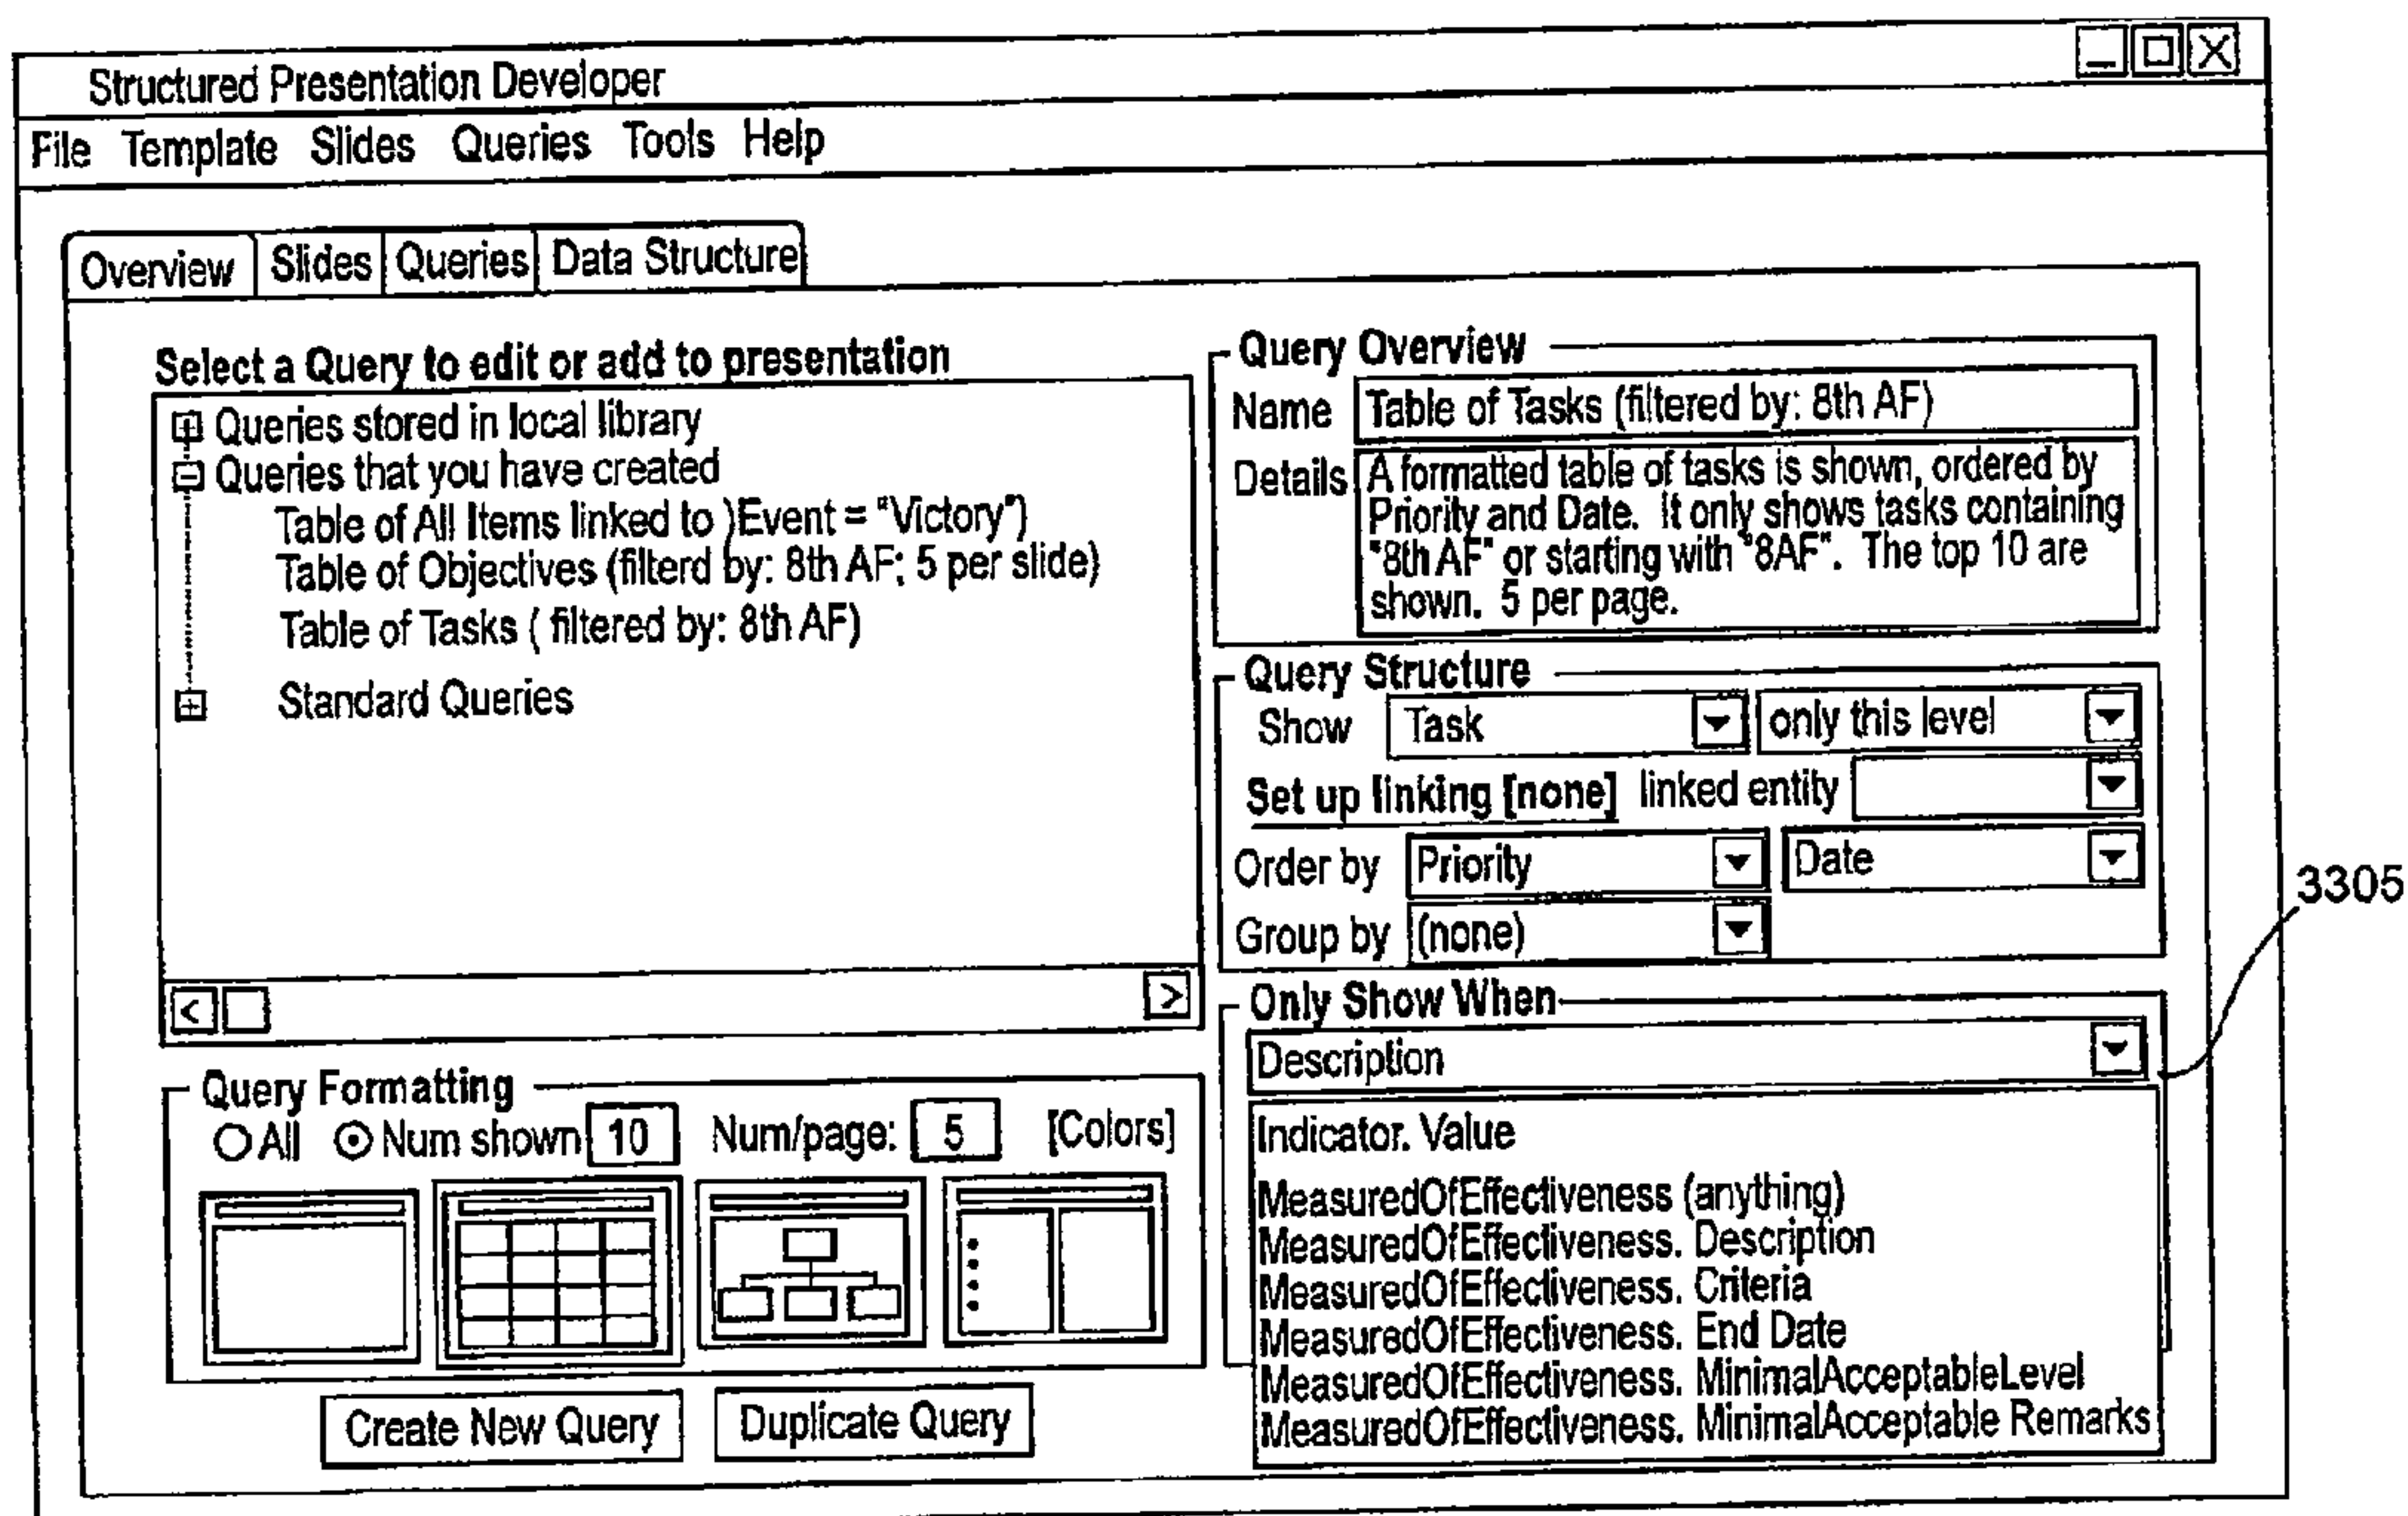 Structured Presentation Developer
File Template Slides Queries Tools Help
Overview Slides Queries Data Structure
Select a Query to edit or add to presentation
Queries stored in local library
Queries that you have created
Table of All Items linked to )Event = "Victory")
Table of Objectives (filterd by: 8th AF; 5 per slide)
Table of Tasks ( filtered by: 8th AF)
Standard Queries
< >
Query Formatting
All Num shown 10 Num/page: 5 [Colors]
Create New Query Duplicate Query
Query Overview
Name Table of Tasks (filtered by: 8th AF)
Details A formatted table of tasks is shown, ordered by
Priority and Date. It only shows tasks containing
"8th AF" or starting with "8AF". The top 10 are
shown. 5 per page.
Query Structure
Show Task only this level
Set up linking [none] linked entity
Order by Priority Date
Group by (none)
Only Show When
Description
Indicator. Value
MeasuredOfEffectiveness (anything)
MeasuredOfEffectiveness. Description
MeasuredOfEffectiveness. Criteria
MeasuredOfEffectiveness. End Date
MeasuredOfEffectiveness. MinimalAcceptableLevel
MeasuredOfEffectiveness. MinimalAcceptable Remarks
3305